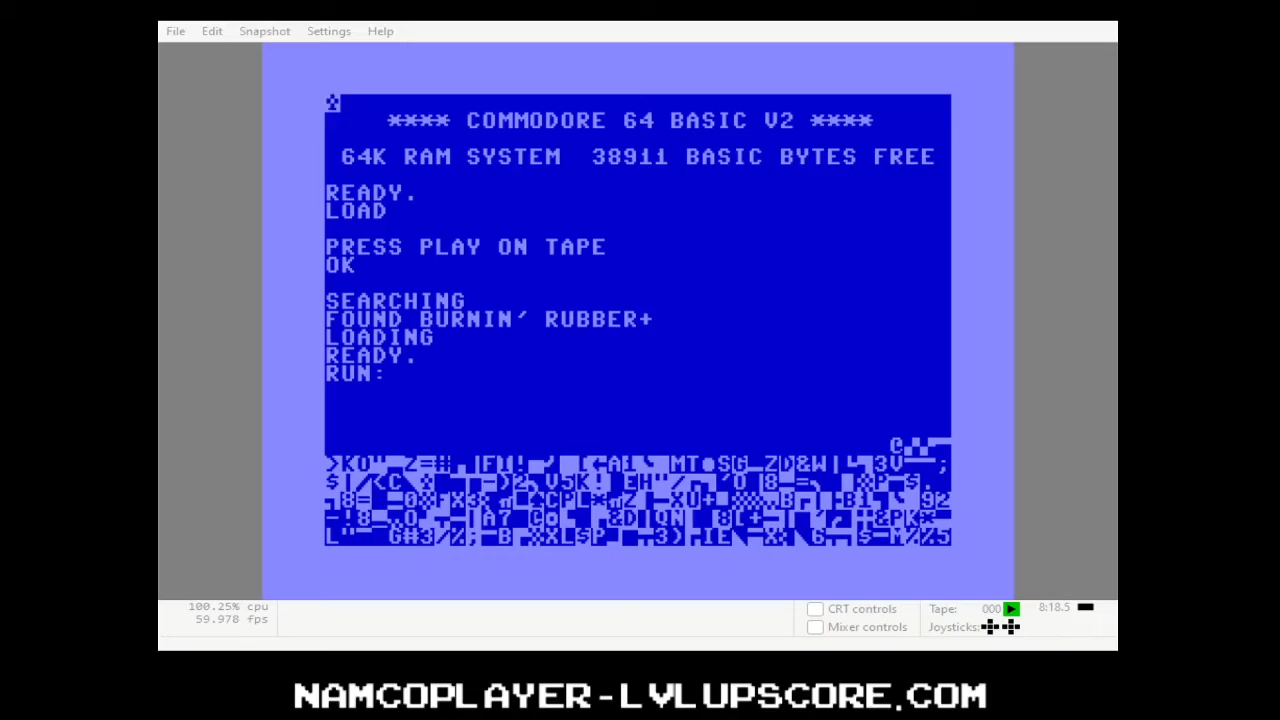 File Edit Snapshot Settings Help
**** COMMODORE 64 BASIC V2 ****
64K RAM SYSTEM 38911 BASIC BYTES FREE
READY.
LOAD
PRESS PLAY ON TAPE
OK
SEARCHING
FOUND BURNIN' RUBBER+
LOADING
READY.
RUN:
100.25% cpu
59.978 fps
CRT controls
Mixer controls
Tape: 000 8:18.5
Joysticks:
NAMCOPLAYER-LVLUPSCORE.COM